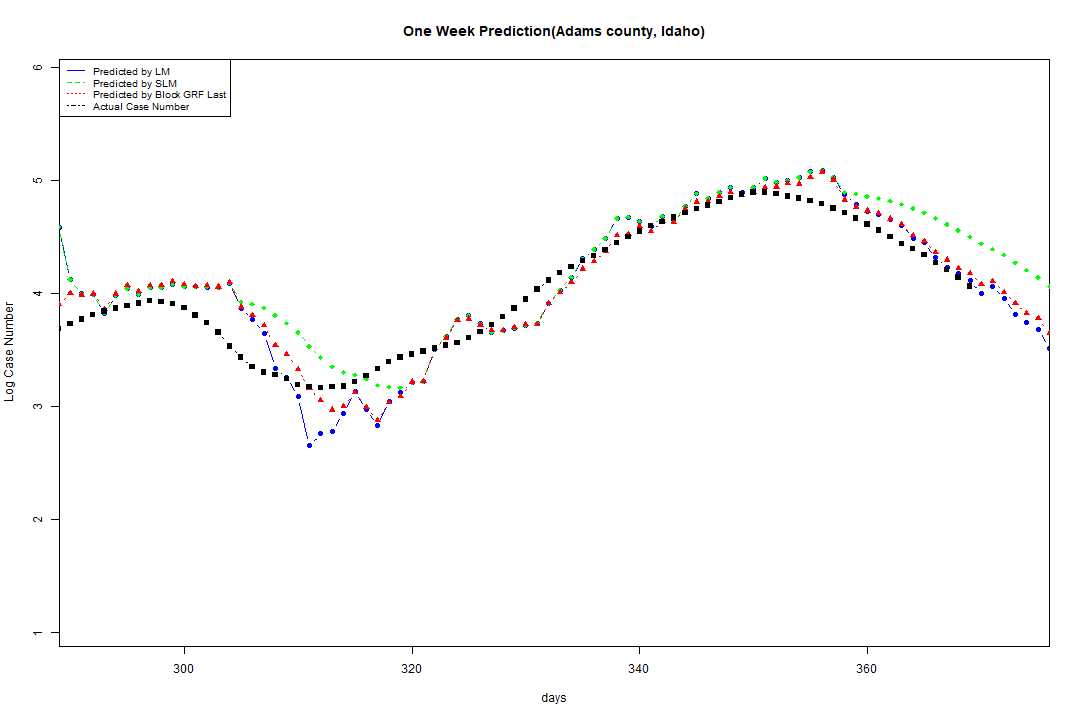 One Week Prediction(Adams county, Idaho)
Predicted by LM
Predicted by SLM
Predicted by Block GRF Last
Actual Case Number
6
5
4
3
2
1
Log Case Number
300 320 340 360
days